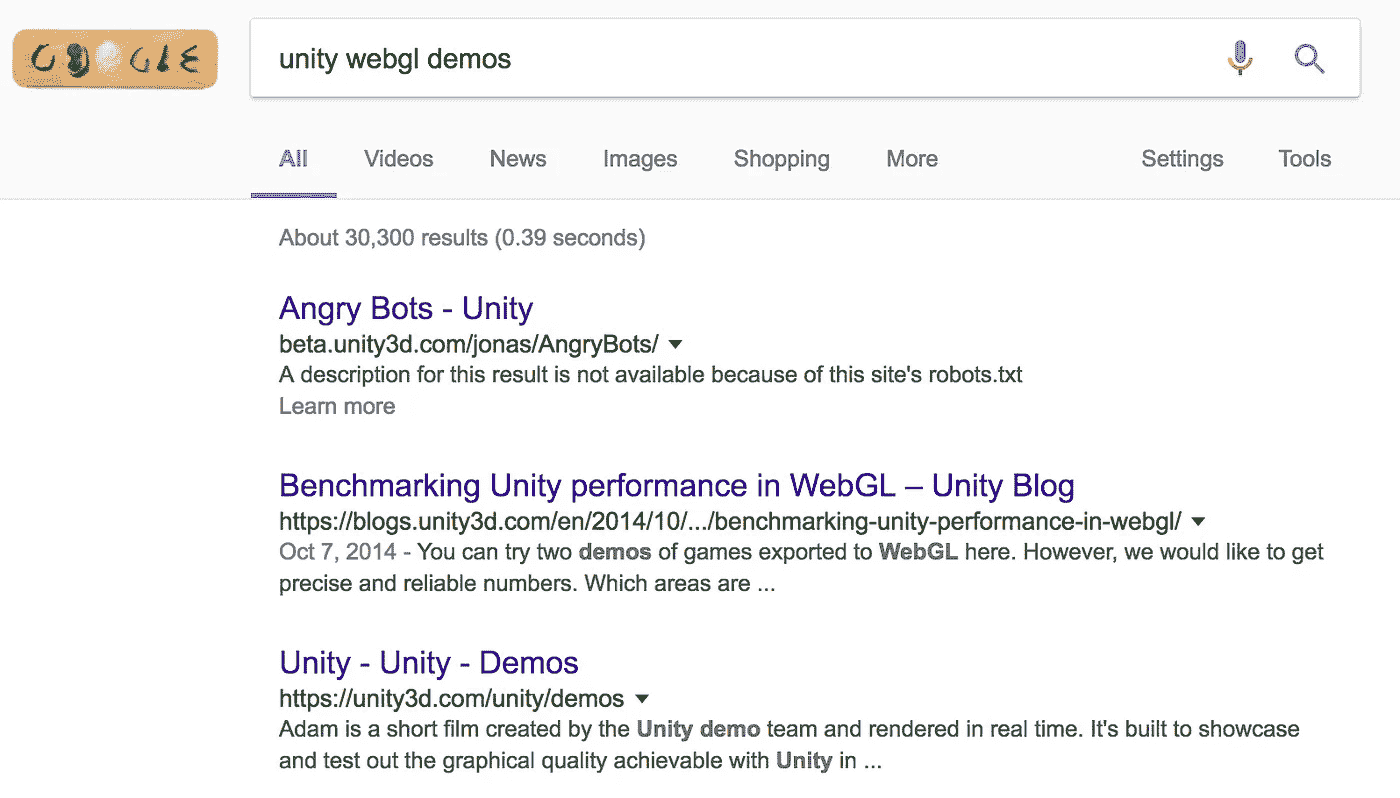 GOOGLE
unity webgl demos
All Videos News Images Shopping More Settings Tools
About 30,300 results (0.39 seconds)
Angry Bots - Unity
beta.unity3d.com/jonas/AngryBots/
A description for this result is not available because of this site's robots.txt
Learn more
Benchmarking Unity performance in WebGL – Unity Blog
https://blogs.unity3d.com/en/2014/10/.../benchmarking-unity-performance-in-webgl/
Oct 7, 2014 - You can try two demos of games exported to WebGL here. However, we would like to get
precise and reliable numbers. Which areas are ...
Unity - Unity - Demos
https://unity3d.com/unity/demos
Adam is a short film created by the Unity demo team and rendered in real time. It's built to showcase
and test out the graphical quality achievable with Unity in ...